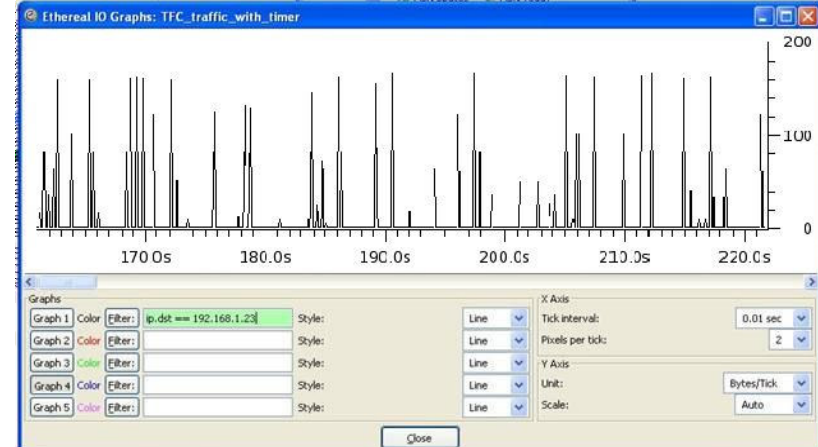 Ethereal IO Graphs: TFC_traffic_with_timer
200
100
0
170.0s 180.0s 190.0s 200.0s 210.0s 220.0s
Graphs
Graph 1 Color Filter: ip.dst == 192.168.1.23 Style: Line
Graph 2 Color Filter: Style: Line
Graph 3 Color Filter: Style: Line
Graph 4 Color Filter: Style: Line
Graph 5 Color Filter: Style: Line
X Axis
Tick interval: 0.01 sec
Pixels per tick: 2
Y Axis
Unit: Bytes/Tick
Scale: Auto
Close